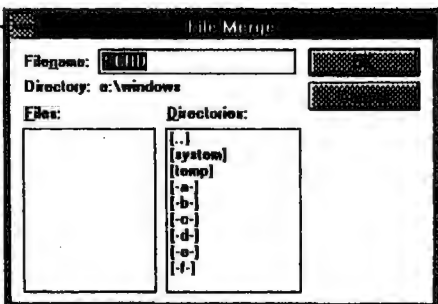 File Merge
Filename:
Directory: c:\windows
Files: Directories:
[..]
[system]
[temp]
[-a-]
[-b-]
[-c-]
[-d-]
[-e-]
[-f-]